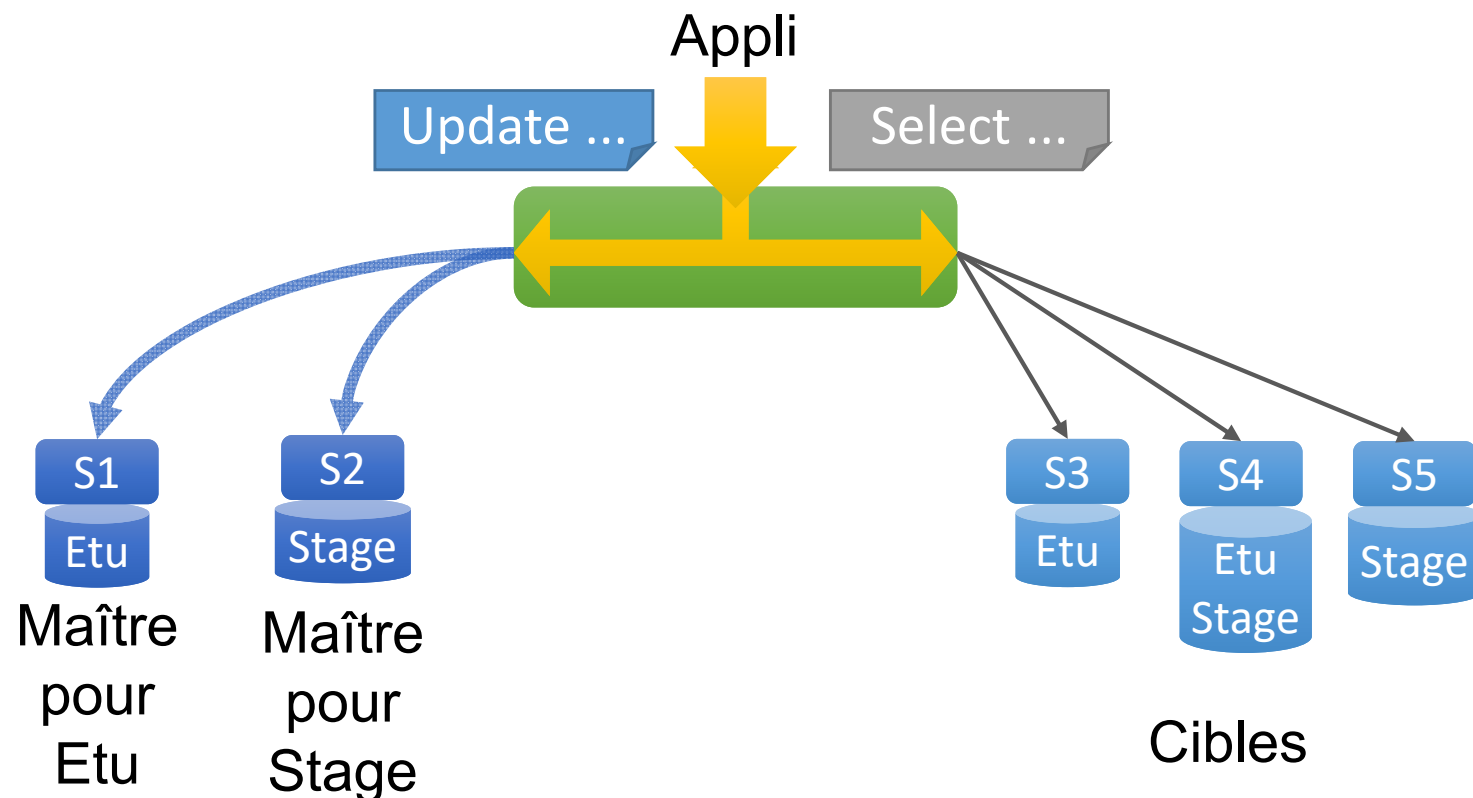 Appli
Update ...
Select ...
S1
Etu
Maître
pour
Etu
S2
Stage
Maître
pour
Stage
S3
Etu
S4
Etu
Stage
S5
Stage
Cibles